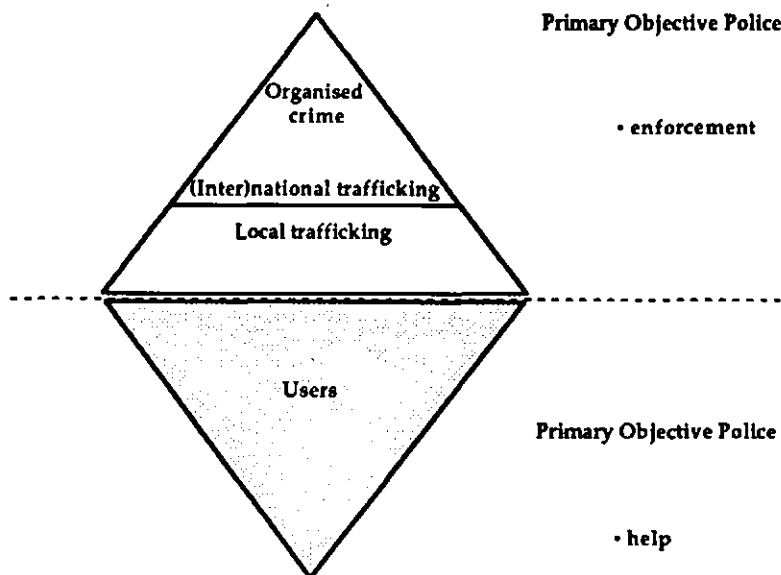 Primary Objective Police
Organised
crime
• enforcement
(Inter)national trafficking
Local trafficking
Users
Primary Objective Police
• help